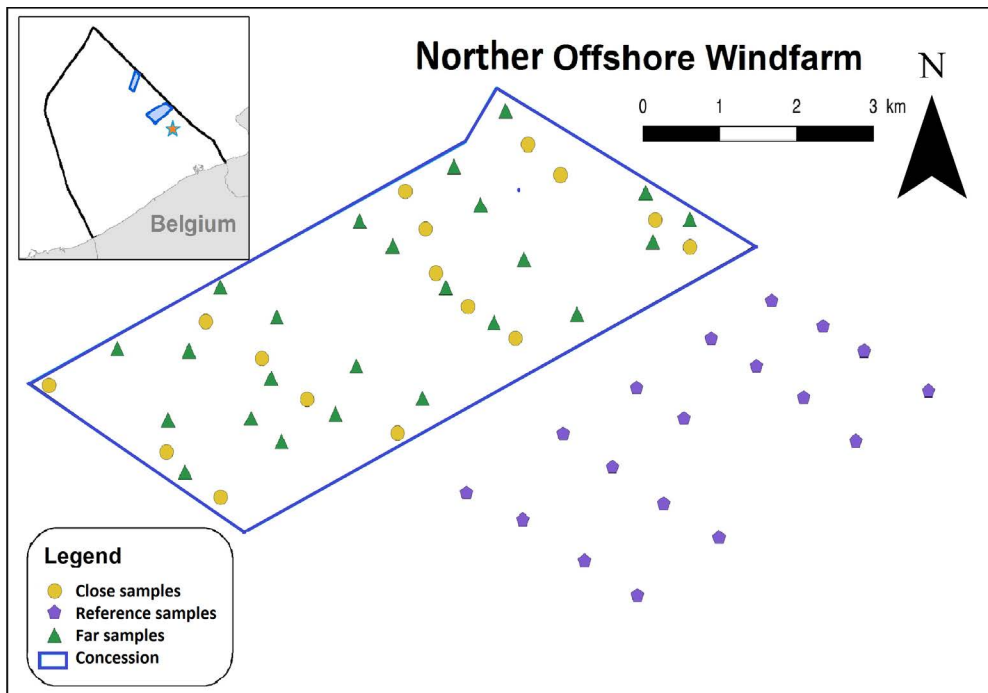 Norther Offshore Windfarm
N
0 1 2 3 km
Belgium
Legend
Close samples
Reference samples
Far samples
Concession